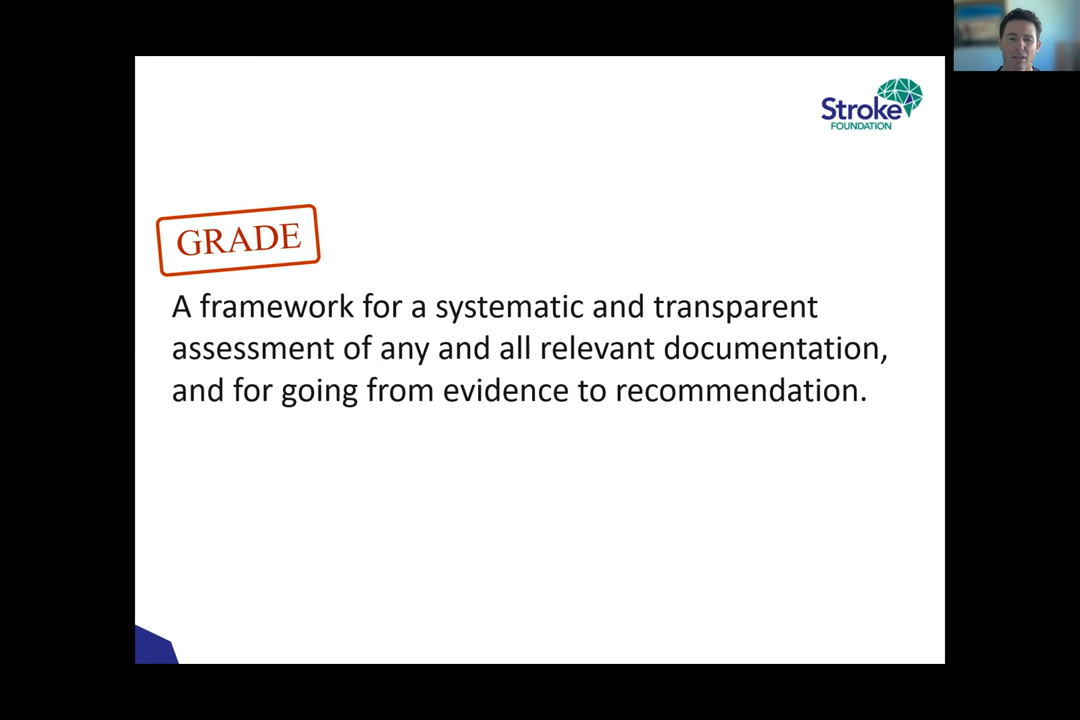 Stroke
FOUNDATION
GRADE
A framework for a systematic and transparent
assessment of any and all relevant documentation,
and for going from evidence to recommendation.